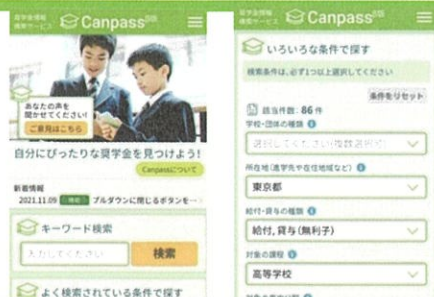 奨学金情報
検索サービス
Canpass
あなたの声を
聞かせてください!
ご意見はこちら
自分にぴったりな奨学金を見つけよう!
Canpassについて
新着情報
2021.11.09
プルダウンに閉じるボタンを…
キーワード検索
入力してください
検索
よく検索されている条件で探す
奨学金情報
検索サービス
Canpass
いろいろな条件で探す
検索条件は、必ず1つ以上選択してください
条件をリセット
該当件数: 86 件
学校・団体の種類
選択してください(複数選択可)
所在地(進学先や在住地域など)
東京都
給付・貸与の種類
給付, 貸与(無利子)
対象の課程
高等学校